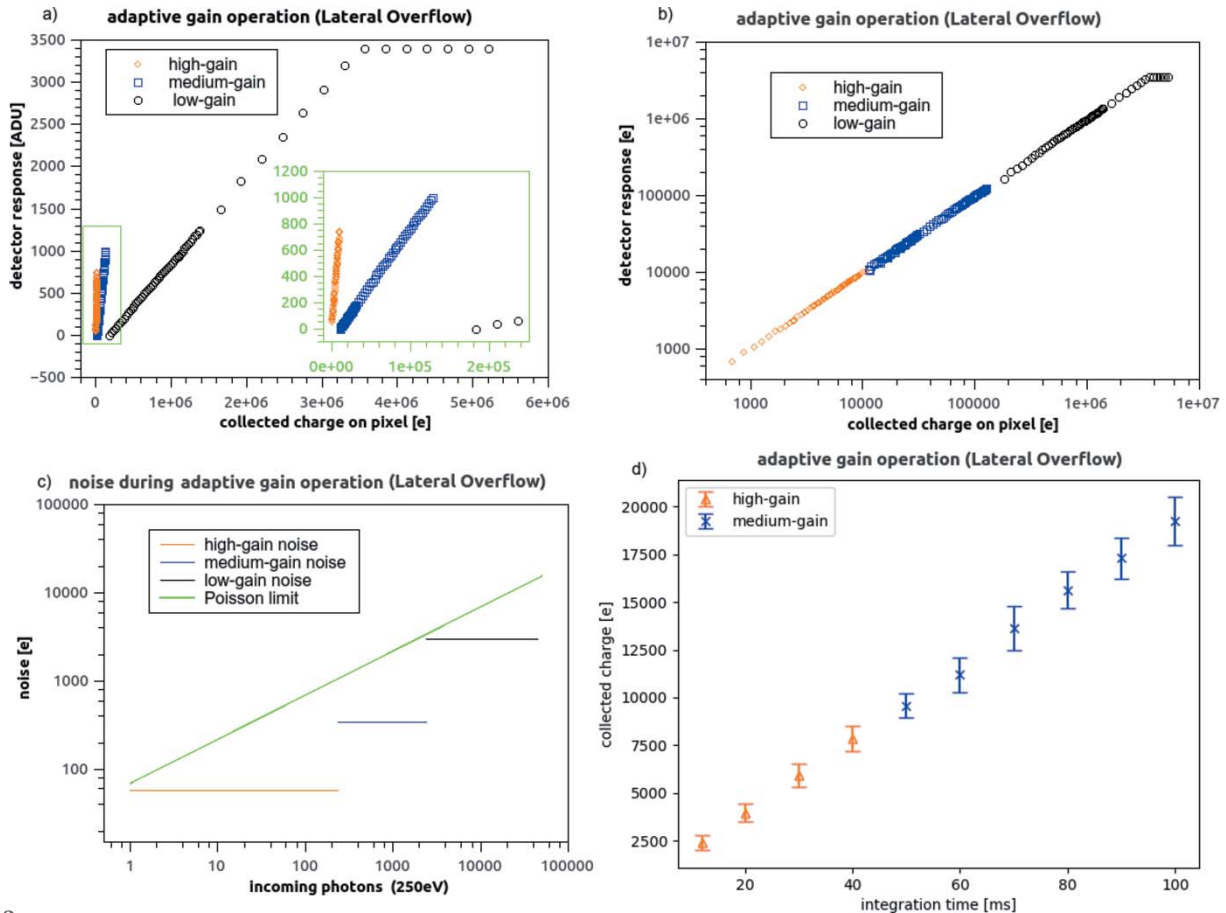 a)
adaptive gain operation (Lateral Overflow)
3500
3000
2500
2000
1500
1000
500
0
−500
detector response [ADU]
high-gain
medium-gain
low-gain
1200
1000
800
600
400
200
0
0e+00
1e+05
2e+05
0
1e+06
2e+06
3e+06
4e+06
5e+06
6e+06
collected charge on pixel [e]
b)
adaptive gain operation (Lateral Overflow)
1e+07
1e+06
100000
10000
1000
detector response [e]
high-gain
medium-gain
low-gain
1000
10000
100000
1e+06
1e+07
collected charge on pixel [e]
c)
noise during adaptive gain operation (Lateral Overflow)
100000
10000
1000
100
noise [e]
high-gain noise
medium-gain noise
low-gain noise
Poisson limit
1
10
100
1000
10000
100000
incoming photons (250eV)
d)
adaptive gain operation (Lateral Overflow)
20000
17500
15000
12500
10000
7500
5000
2500
collected charge [e]
high-gain
medium-gain
20
40
60
80
100
integration time [ms]